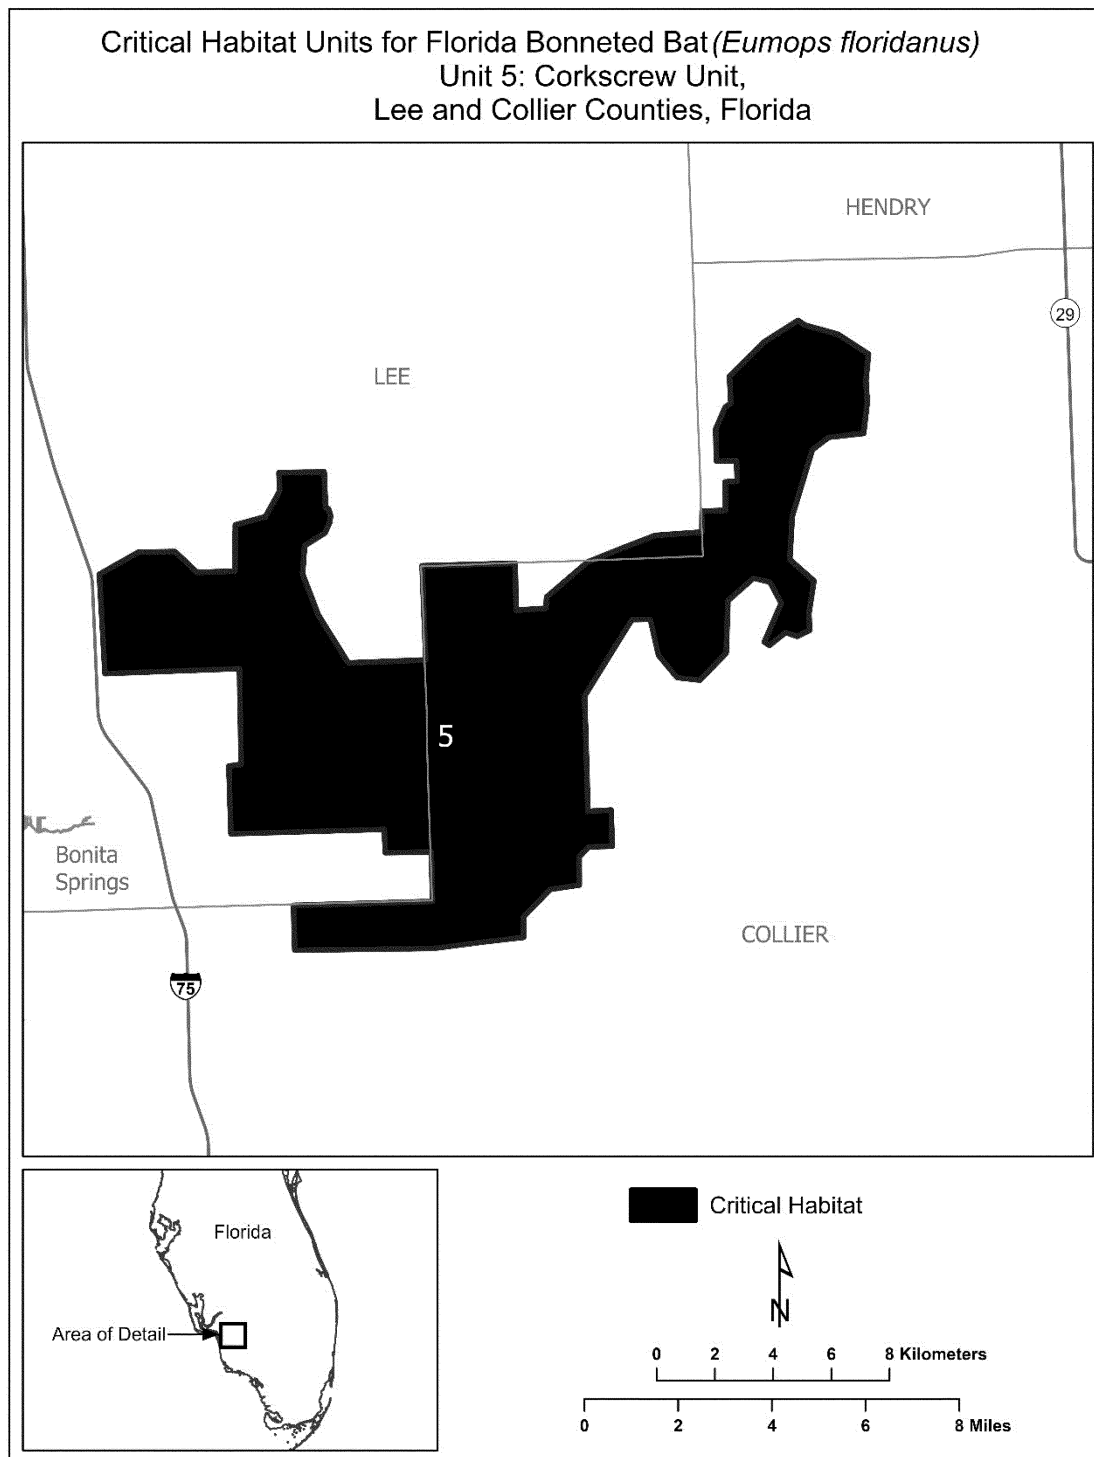 Critical Habitat Units for Florida Bonneted Bat (Eumops floridanus)
Unit 5: Corkscrew Unit,
Lee and Collier Counties, Florida
HENDRY
29
LEE
5
Bonita
Springs
COLLIER
75
Florida
Area of Detail
Critical Habitat
N
0 2 4 6 8 Kilometers
0 2 4 6 8 Miles